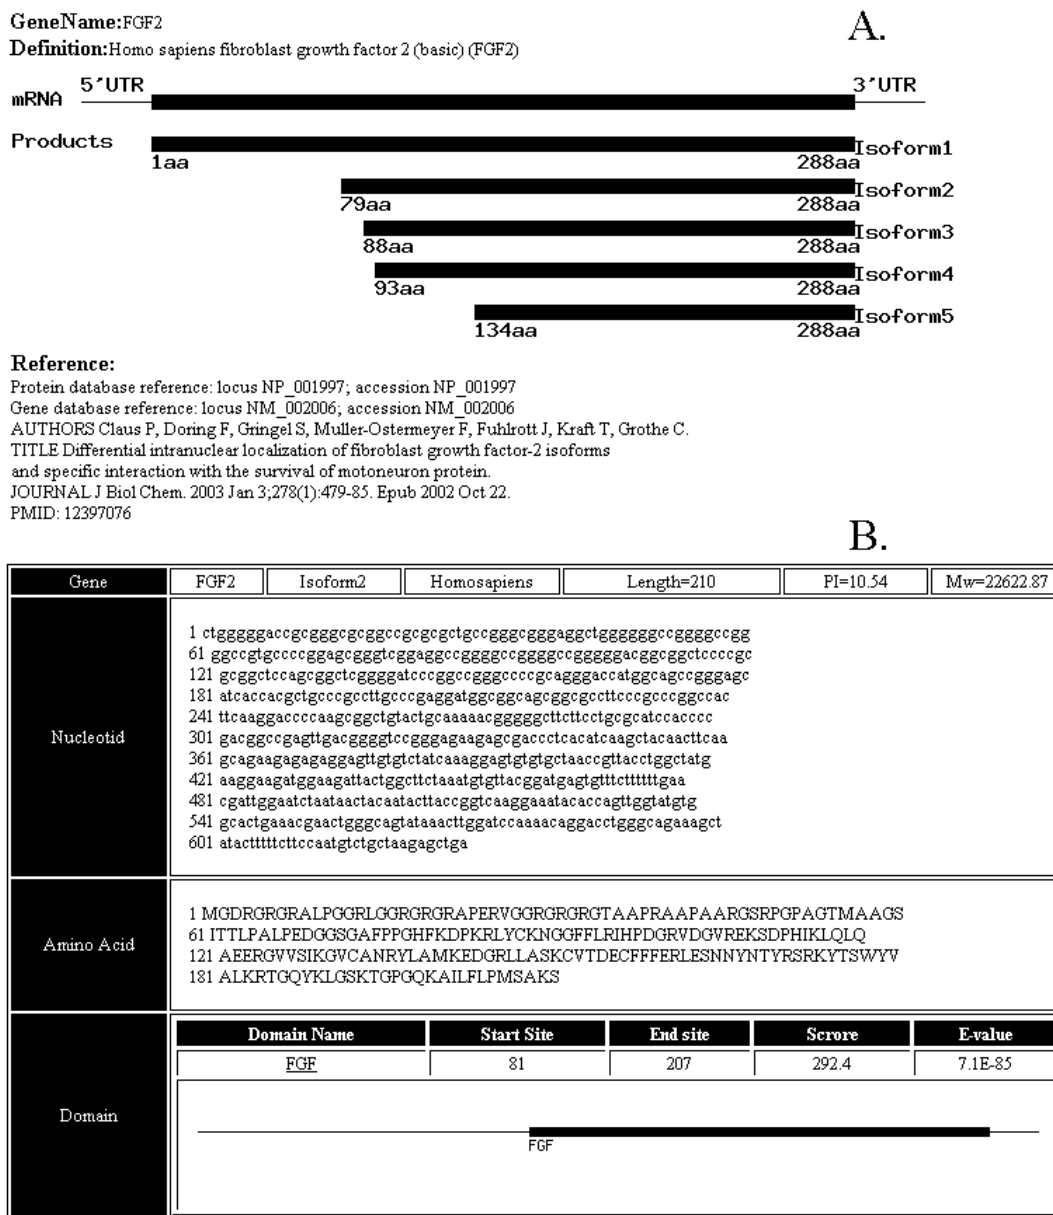 GeneName:FGF2
A.
Definition:Homo sapiens fibroblast growth factor 2 (basic) (FGF2)
5'UTR 3'UTR
mRNA
Products Isoform1
1aa 288aa
Isoform2
79aa 288aa
Isoform3
88aa 288aa
Isoform4
93aa 288aa
Isoform5
134aa 288aa
Reference:
Protein database reference: locus NP_001997; accession NP_001997
Gene database reference: locus NM_002006; accession NM_002006
AUTHORS Claus P, Doring F, Gringel S, Muller-Ostermeyer F, Fuhlrott J, Kraft T, Grothe C.
TITLE Differential intranuclear localization of fibroblast growth factor-2 isoforms
and specific interaction with the survival of motoneuron protein.
JOURNAL J Biol Chem. 2003 Jan 3;278(1):479-85. Epub 2002 Oct 22.
PMID: 12397076
B.
Gene FGF2 Isoform2 Homosapiens Length=210 PI=10.54 Mw=22622.87
Nucleotid
1 ctgggggaccgcgggcgcggccgcgcgctgccgggcgggaggctggggggccggggccgg
61 ggccgtgccccggagcgggtcggaggccggggccggggccgggggacggcggctccccgc
121 gcggctccagcggctcggggatcccggccgggccccgcagggaccatggcagccgggagc
181 atcaccacgctgcccgccttgcccgaggatggcggcagcggcgccttcccgcccggccac
241 ttcaaggaccccaagcggctgtactgcaaaaacgggggcttcttcctgcgcatccacccc
301 gacggccgagttgacggggtccgggagaagagcgaccctcacatcaagctacaacttcaa
361 gcagaagagagaggagttgtgtctatcaaaggagtgtgtgctaaccgttacctggctatg
421 aaggaagatggaagattactggcttctaaatgtgttacggatgagtgtttcttttttgaa
481 cgattggaatctaataactacaatacttaccggtcaaggaaatacaccagttggtatgtg
541 gcactgaaacgaactgggcagtataaacttggatccaaaacaggacctgggcagaaagct
601 atactttttcttccaatgtctgctaagagctga
Amino Acid
1 MGDRGRGRALPGGRLGGRGRGRAPERVGGRGRGRGTAAPRAAPAARGSRPGPAGTMAAGS
61 ITTLPALPEDGGSGAFPPGHFKDPKRLYCKNGGFFLRIHPDGRVDGVREKSDPHIKLQLQ
121 AEERGVVSIKGVCANRYLAMKEDGRLLASKCVTDECFFFERLESNNYNTYRSRKYTSWYV
181 ALKRTGQYKLGSKTGPGQKAILFLPMSAKS
Domain
Domain Name Start Site End site Scrore E-value
FGF 81 207 292.4 7.1E-85
FGF